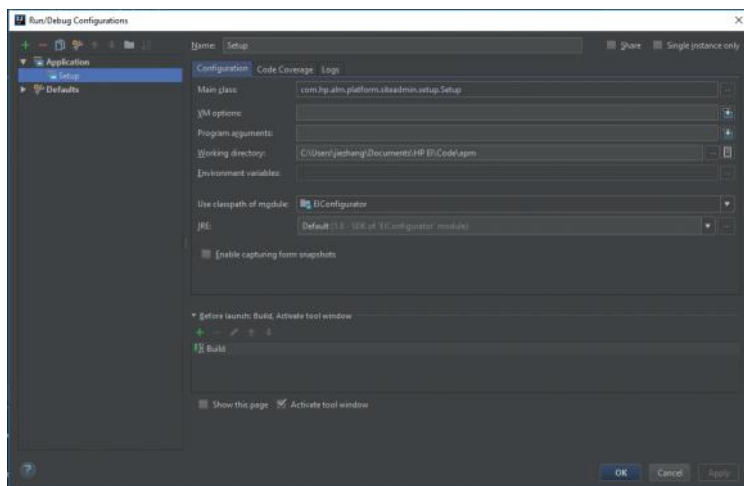 Run/Debug Configurations
Name: Setup
Share
Single instance only
Application
Setup
Defaults
Configuration Code Coverage Logs
Main class: com.hp.alm.platform.siteadmin.setup.Setup
VM options:
Program arguments:
Working directory: C:\Users\jiezhang\Documents\HP EI\Code\apm
Environment variables:
Use classpath of module: EIConfigurator
JRE: Default (1.8 - SDK of 'EIConfigurator' module)
Enable capturing form snapshots
Before launch: Build, Activate tool window
Build
Show this page
Activate tool window
?
OK Cancel Apply